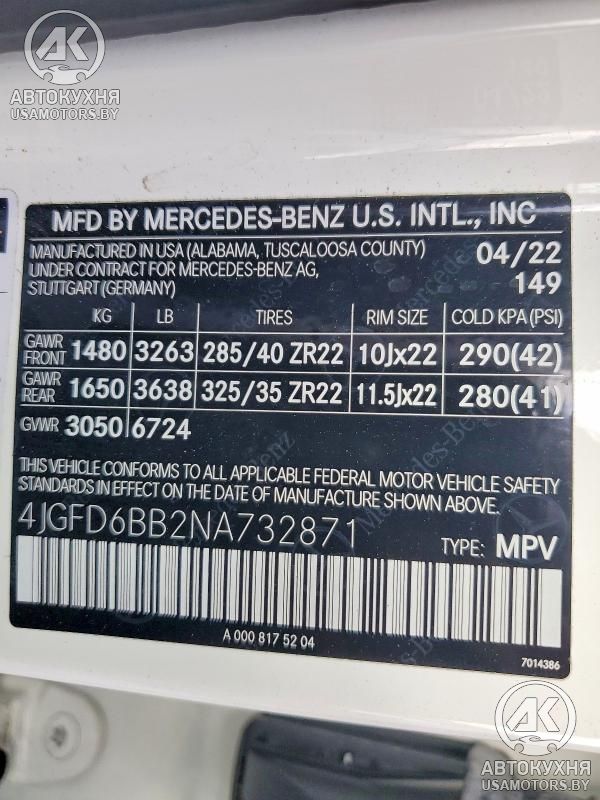 AK
АВТОКУХНЯ
USAMOTORS.BY
MFD BY MERCEDES-BENZ U.S. INTL., INC
MANUFACTURED IN USA (ALABAMA, TUSCALOOSA COUNTY) 04/22
UNDER CONTRACT FOR MERCEDES-BENZ AG,
STUTTGART (GERMANY) 149
KG LB TIRES RIM SIZE COLD KPA (PSI)
GAWR FRONT 1480 3263 285/40 ZR22 10Jx22 290(42)
GAWR REAR 1650 3638 325/35 ZR22 11.5Jx22 280(41)
GVWR 3050 6724
THIS VEHICLE CONFORMS TO ALL APPLICABLE FEDERAL MOTOR VEHICLE SAFETY
STANDARDS IN EFFECT ON THE DATE OF MANUFACTURE SHOWN ABOVE.
4JGFD6BB2NA732871 TYPE: MPV
A 000 817 52 04
7014386
AK
АВТОКУХНЯ
USAMOTORS.BY